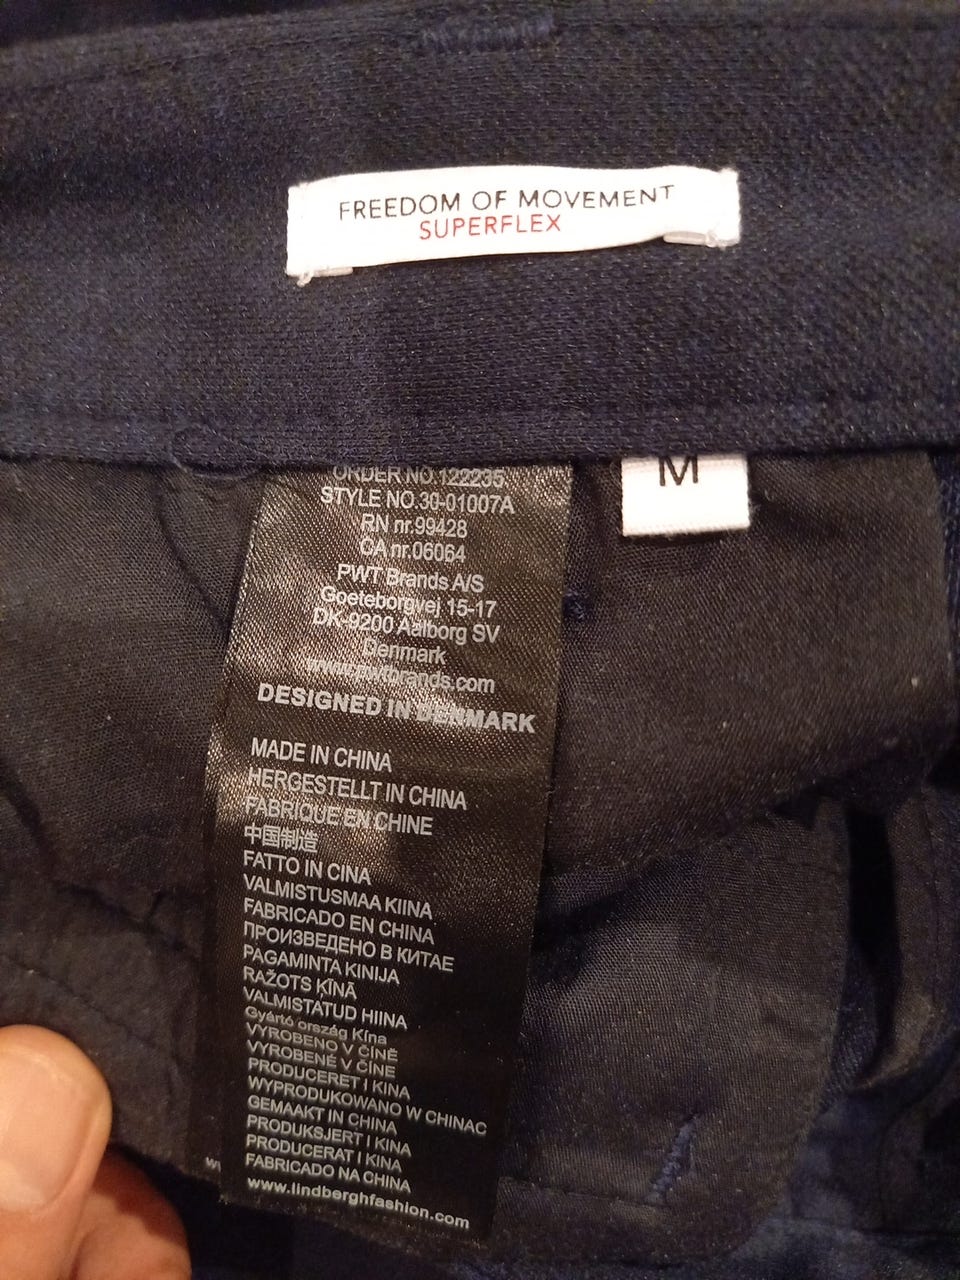 FREEDOM OF MOVEMENT
SUPERFLEX
M
ORDER NO.122235
STYLE NO.30-01007A
RN nr.99428
CA nr.06064
PWT Brands A/S
Goeteborgvej 15-17
DK-9200 Aalborg SV
Denmark
www.pwtbrands.com
DESIGNED IN DENMARK
MADE IN CHINA
HERGESTELLT IN CHINA
FABRIQUE EN CHINE
中国制造
FATTO IN CINA
VALMISTUSMAA KIINA
FABRICADO EN CHINA
ПРОИЗВЕДЕНО В КИТАЕ
PAGAMINTA KINIJA
RAŽOTS ĶĪNĀ
VALMISTATUD HIINA
Gyártó ország Kína
VYROBENO V ČÍNĚ
VYROBENÉ V ČÍNE
PRODUCERET I KINA
WYPRODUKOWANO W CHINAC
GEMAAKT IN CHINA
PRODUKSJERT I KINA
PRODUCERAT I KINA
FABRICADO NA CHINA
www.lindberghfashion.com